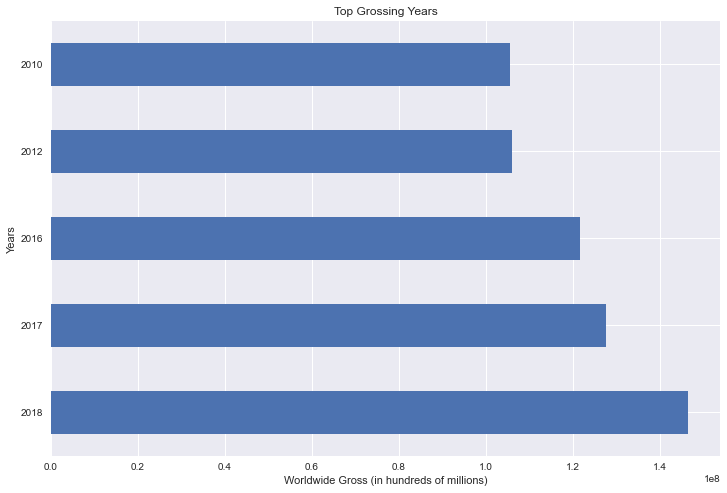 Top Grossing Years
2010
2012
2016
2017
2018
Years
0.0 0.2 0.4 0.6 0.8 1.0 1.2 1.4
1e8
Worldwide Gross (in hundreds of millions)